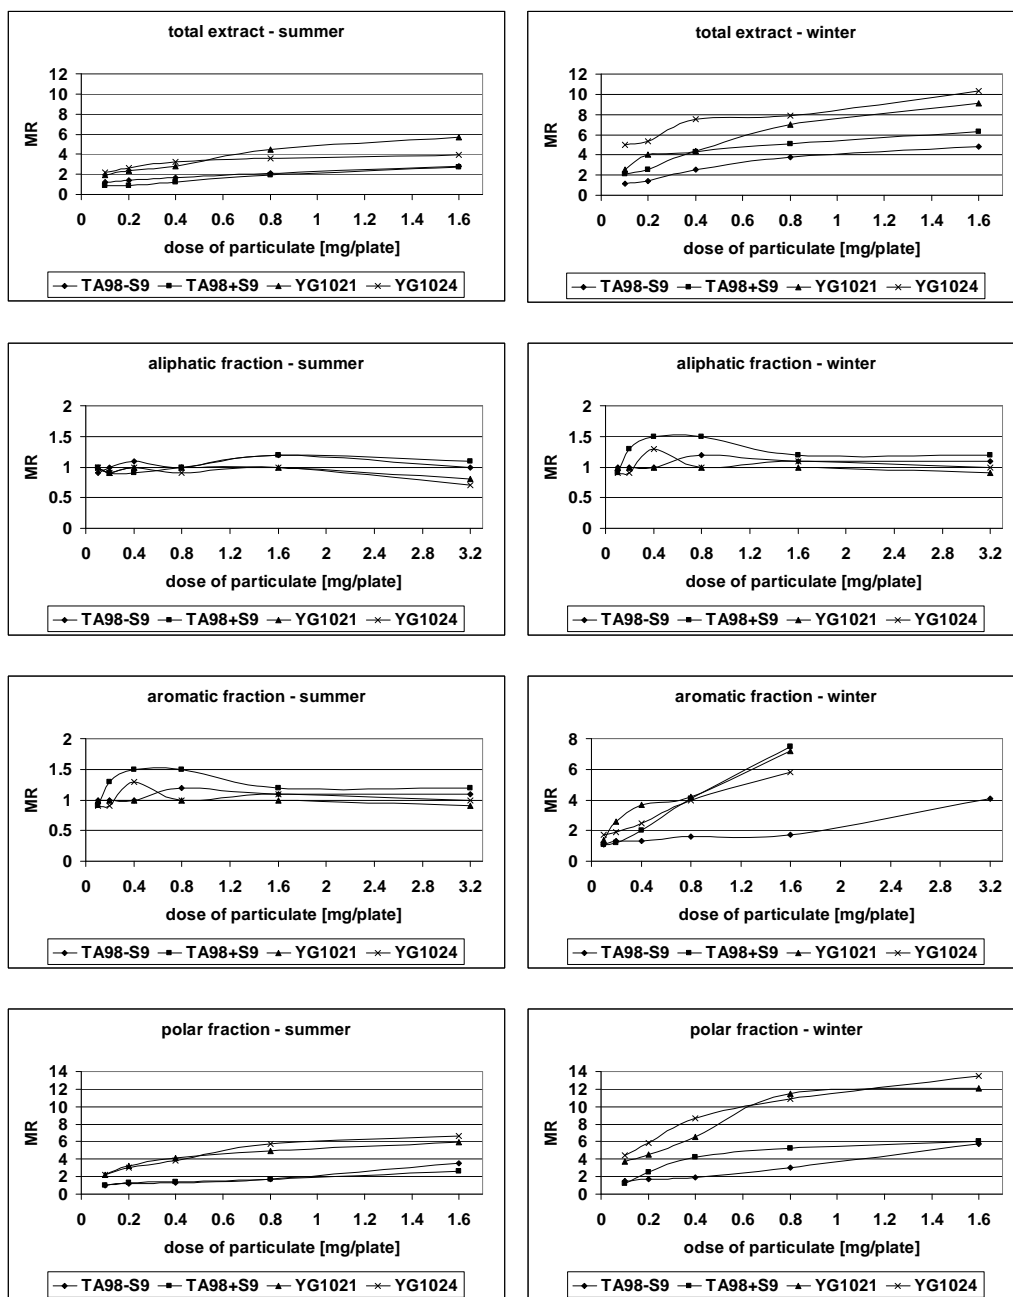 total extract - summer
12
10
8
6
4
2
0
MR
0 0.2 0.4 0.6 0.8 1 1.2 1.4 1.6
dose of particulate [mg/plate]
TA98-S9 TA98+S9 YG1021 YG1024
total extract - winter
12
10
8
6
4
2
0
MR
0 0.2 0.4 0.6 0.8 1 1.2 1.4 1.6
dose of particulate [mg/plate]
TA98-S9 TA98+S9 YG1021 YG1024
aliphatic fraction - summer
2
1.5
1
0.5
0
MR
0 0.4 0.8 1.2 1.6 2 2.4 2.8 3.2
dose of particulate [mg/plate]
TA98-S9 TA98+S9 YG1021 YG1024
aliphatic fraction - winter
2
1.5
1
0.5
0
MR
0 0.4 0.8 1.2 1.6 2 2.4 2.8 3.2
dose of particulate [mg/plate]
TA98-S9 TA98+S9 YG1021 YG1024
aromatic fraction - summer
2
1.5
1
0.5
0
MR
0 0.4 0.8 1.2 1.6 2 2.4 2.8 3.2
dose of particulate [mg/plate]
TA98-S9 TA98+S9 YG1021 YG1024
aromatic fraction - winter
8
6
4
2
0
MR
0 0.4 0.8 1.2 1.6 2 2.4 2.8 3.2
dose of particulate [mg/plate]
TA98-S9 TA98+S9 YG1021 YG1024
polar fraction - summer
14
12
10
8
6
4
2
0
MR
0 0.2 0.4 0.6 0.8 1 1.2 1.4 1.6
dose of particulate [mg/plate]
TA98-S9 TA98+S9 YG1021 YG1024
polar fraction - winter
14
12
10
8
6
4
2
0
MR
0 0.2 0.4 0.6 0.8 1 1.2 1.4 1.6
odse of particulate [mg/plate]
TA98-S9 TA98+S9 YG1021 YG1024